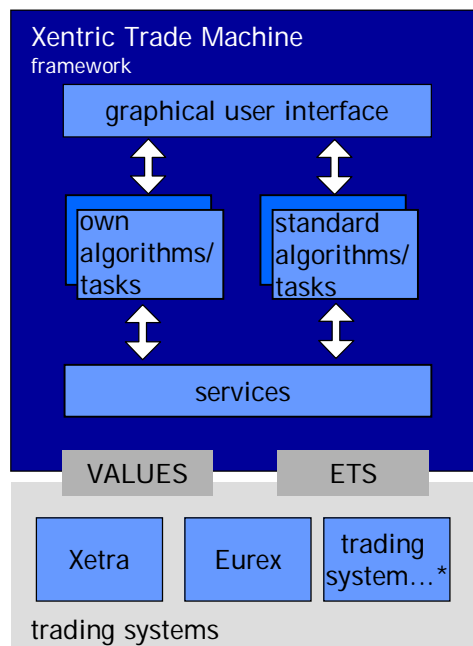 Xentric Trade Machine
framework
graphical user interface
own
algorithms/
tasks
standard
algorithms/
tasks
services
VALUES
ETS
Xetra
Eurex
trading
system...*
trading systems